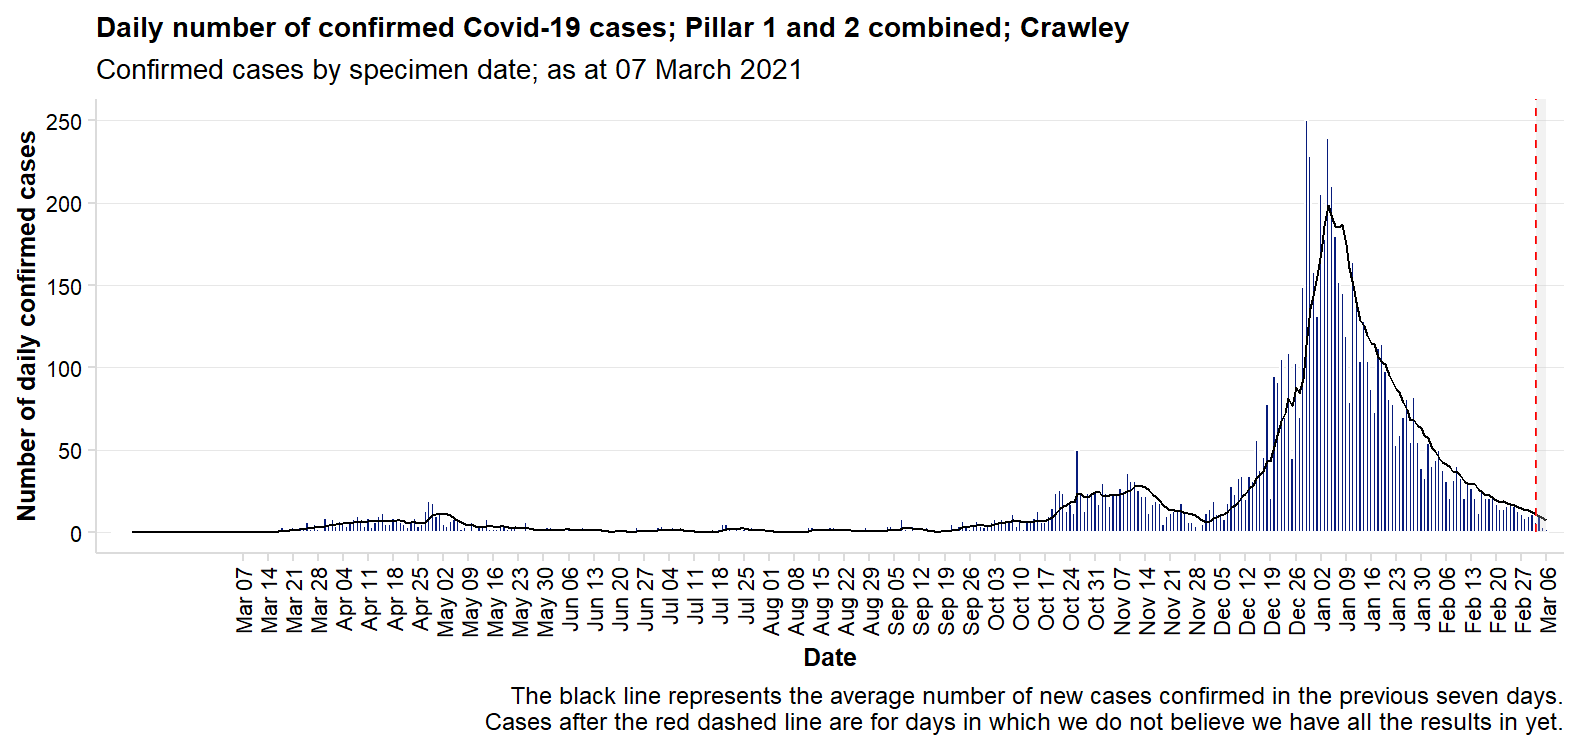 Daily number of confirmed Covid-19 cases; Pillar 1 and 2 combined; Crawley
Confirmed cases by specimen date; as at 07 March 2021
Number of daily confirmed cases
250
200
150
100
50
0
Mar 07
Mar 14
Mar 21
Mar 28
Apr 04
Apr 11
Apr 18
Apr 25
May 02
May 09
May 16
May 23
May 30
Jun 06
Jun 13
Jun 20
Jun 27
Jul 04
Jul 11
Jul 18
Jul 25
Aug 01
Aug 08
Aug 15
Aug 22
Aug 29
Sep 05
Sep 12
Sep 19
Sep 26
Oct 03
Oct 10
Oct 17
Oct 24
Oct 31
Nov 07
Nov 14
Nov 21
Nov 28
Dec 05
Dec 12
Dec 19
Dec 26
Jan 02
Jan 09
Jan 16
Jan 23
Jan 30
Feb 06
Feb 13
Feb 20
Feb 27
Mar 06
Date
The black line represents the average number of new cases confirmed in the previous seven days.
Cases after the red dashed line are for days in which we do not believe we have all the results in yet.